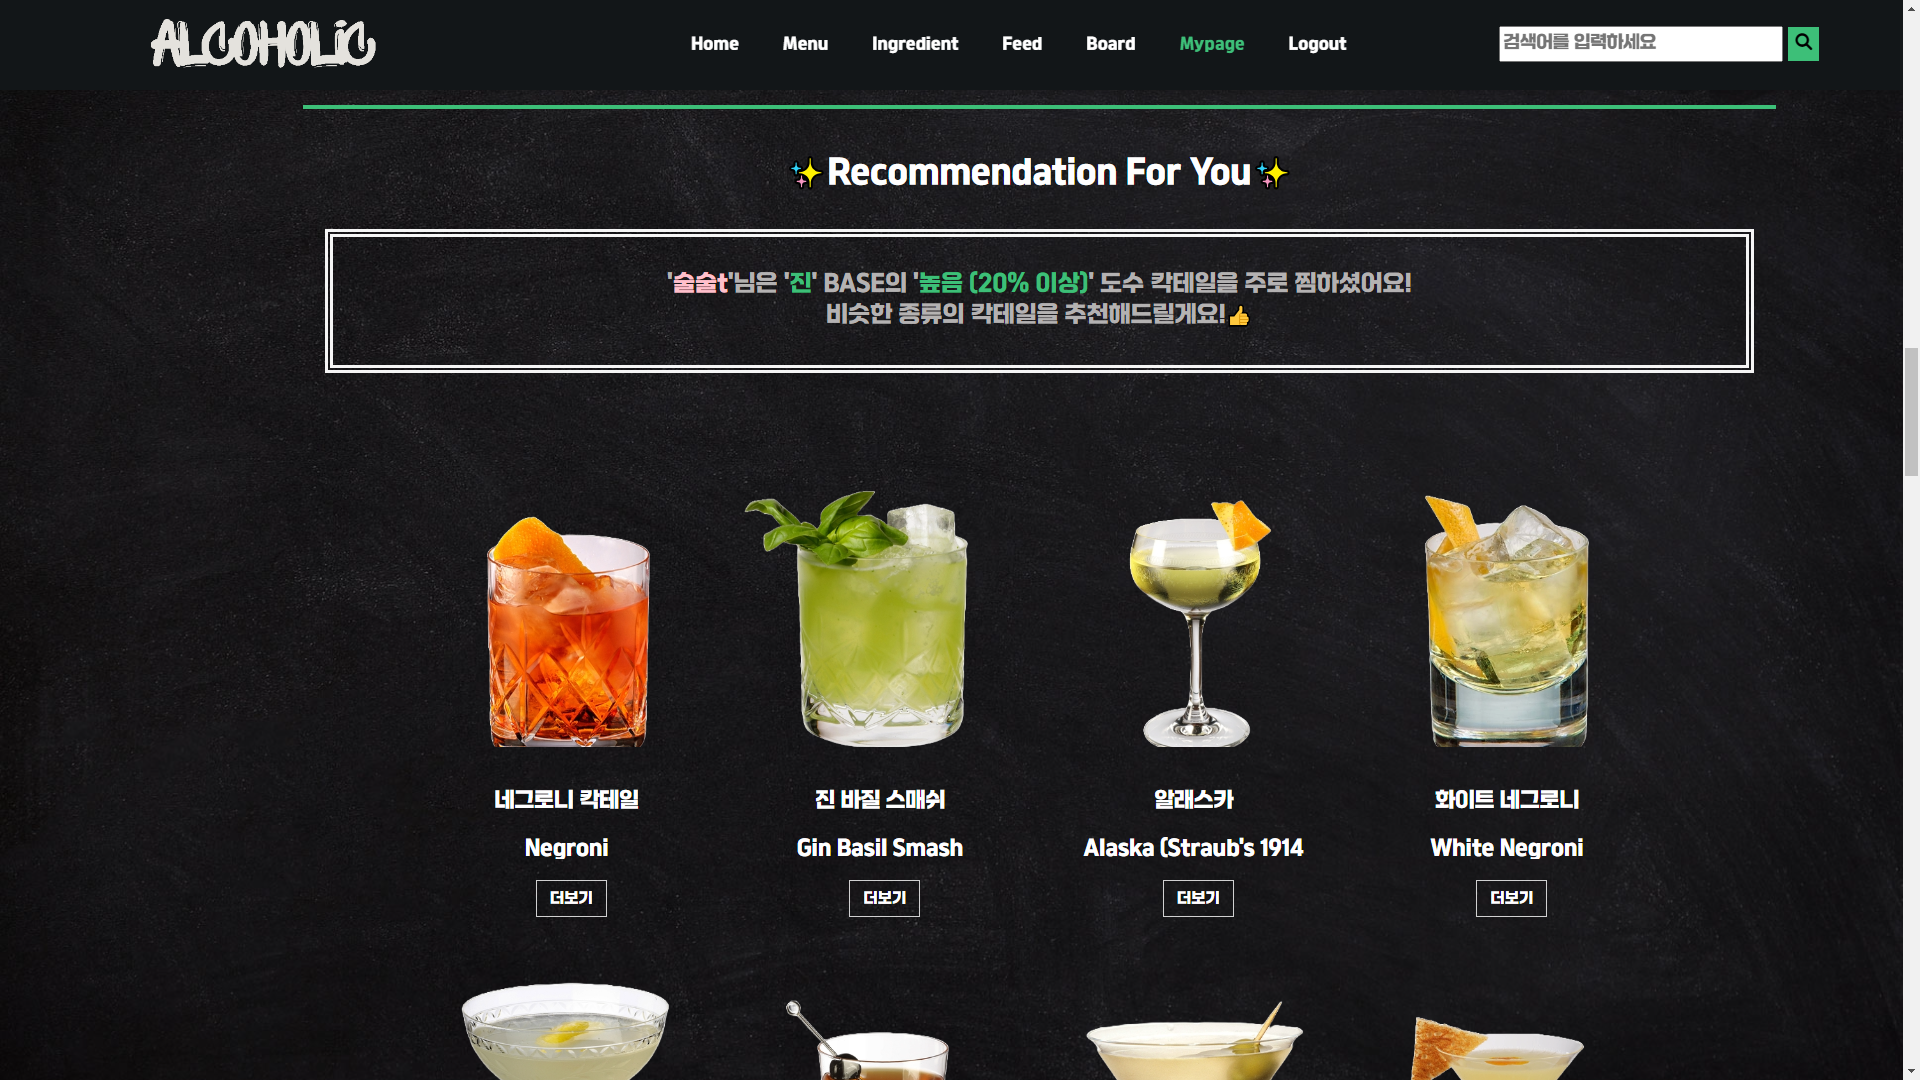 ALCOHOLiC
Home Menu Ingredient Feed Board Mypage Logout
검색어를 입력하세요
✨Recommendation For You✨
'술술t'님은 '진' BASE의 '높음 (20% 이상)' 도수 칵테일을 주로 찜하셨어요!
비슷한 종류의 칵테일을 추천해드릴게요!👍
네그로니 칵테일
Negroni
더보기
진 바질 스매쉬
Gin Basil Smash
더보기
알래스카
Alaska (Straub's 1914
더보기
화이트 네그로니
White Negroni
더보기